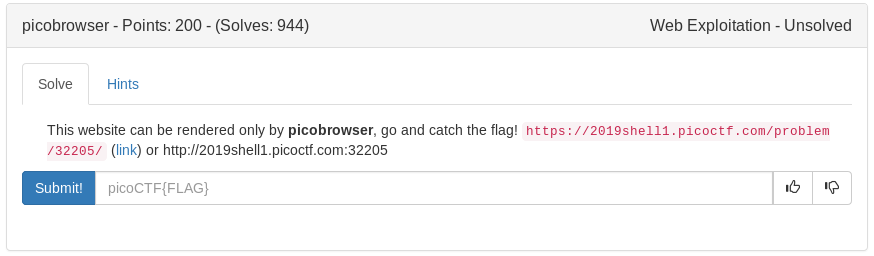 picobrowser - Points: 200 - (Solves: 944) Web Exploitation - Unsolved
Solve Hints
This website can be rendered only by picobrowser, go and catch the flag! https://2019shell1.picoctf.com/problem
/32205/ (link) or http://2019shell1.picoctf.com:32205
Submit! picoCTF{FLAG}